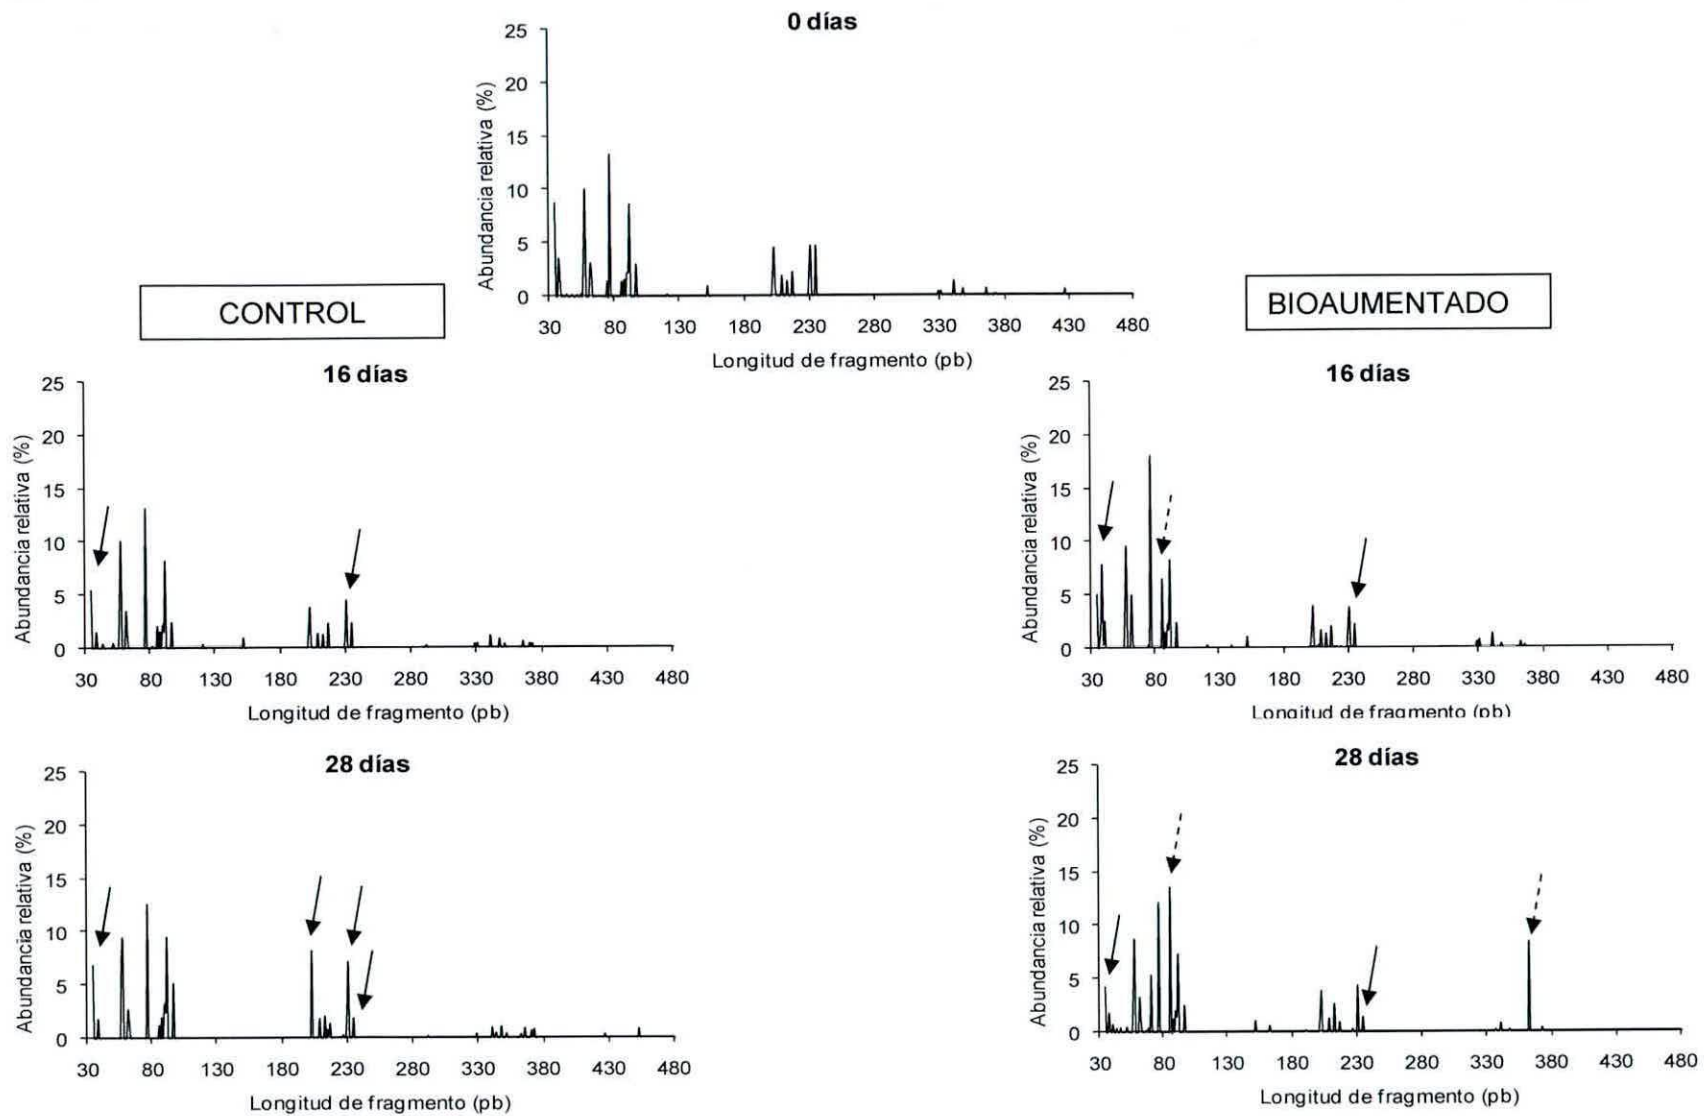 0 días
25
20
15
10
5
0
Abundancia relativa (%)
30 80 130 180 230 280 330 380 430 480
Longitud de fragmento (pb)
CONTROL
BIOAUMENTADO
16 días
25
20
15
10
5
0
Abundancia relativa (%)
30 80 130 180 230 280 330 380 430 480
Longitud de fragmento (pb)
16 días
25
20
15
10
5
0
Abundancia relativa (%)
30 80 130 180 230 280 330 380 430 480
Longitud de fragmento (pb)
28 días
25
20
15
10
5
0
Abundancia relativa (%)
30 80 130 180 230 280 330 380 430 480
Longitud de fragmento (pb)
28 días
25
20
15
10
5
0
Abundancia relativa (%)
30 80 130 180 230 280 330 380 430 480
Longitud de fragmento (pb)